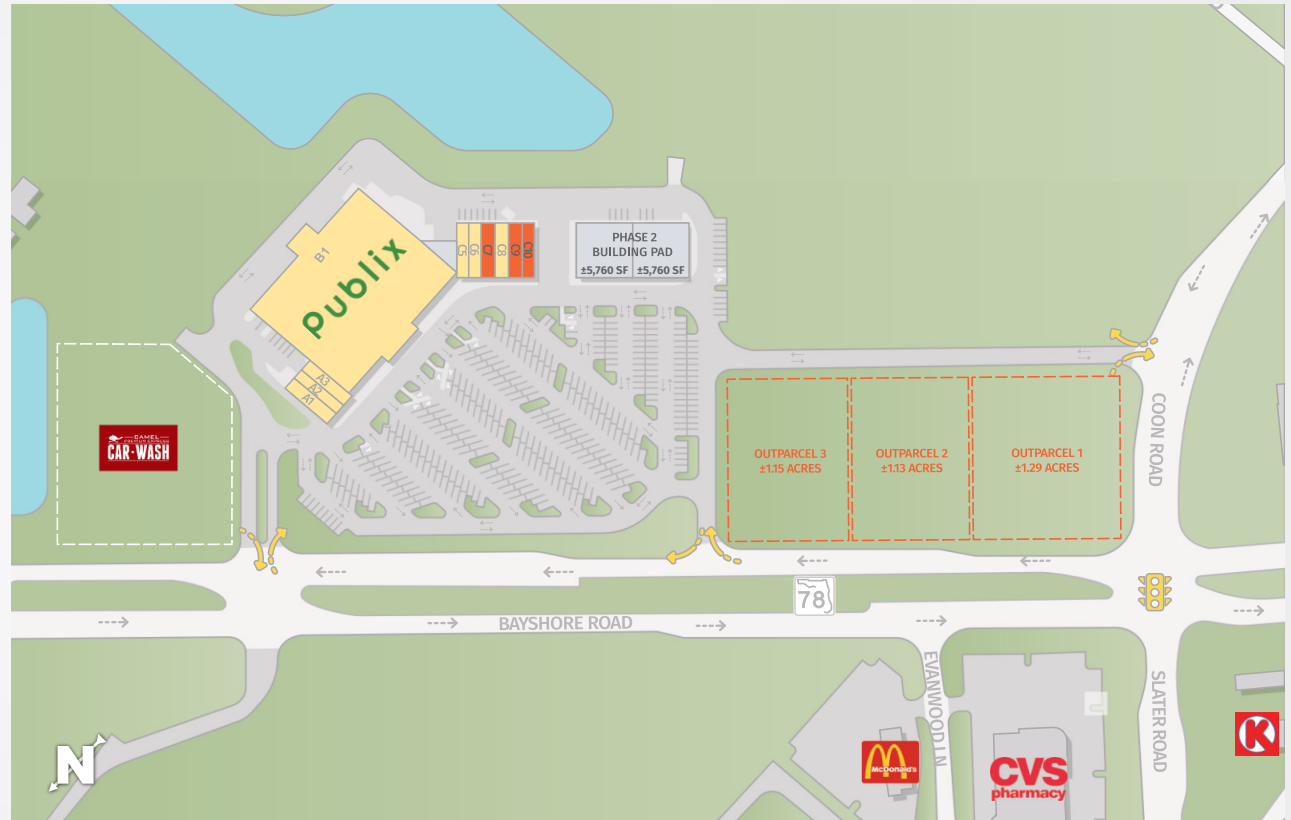 B1
publix
A3
A2
A1
C5
C6
C7
C8
C9
C10
PHASE 2
BUILDING PAD
±5,760 SF ±5,760 SF
CAMEL
PREMIUM EXPRESS
CAR·WASH
OUTPARCEL 3
±1.15 ACRES
OUTPARCEL 2
±1.13 ACRES
OUTPARCEL 1
±1.29 ACRES
COON ROAD
78
BAYSHORE ROAD
EVANWOOD LN
SLATER ROAD
N
McDonald's
CVS
pharmacy
K